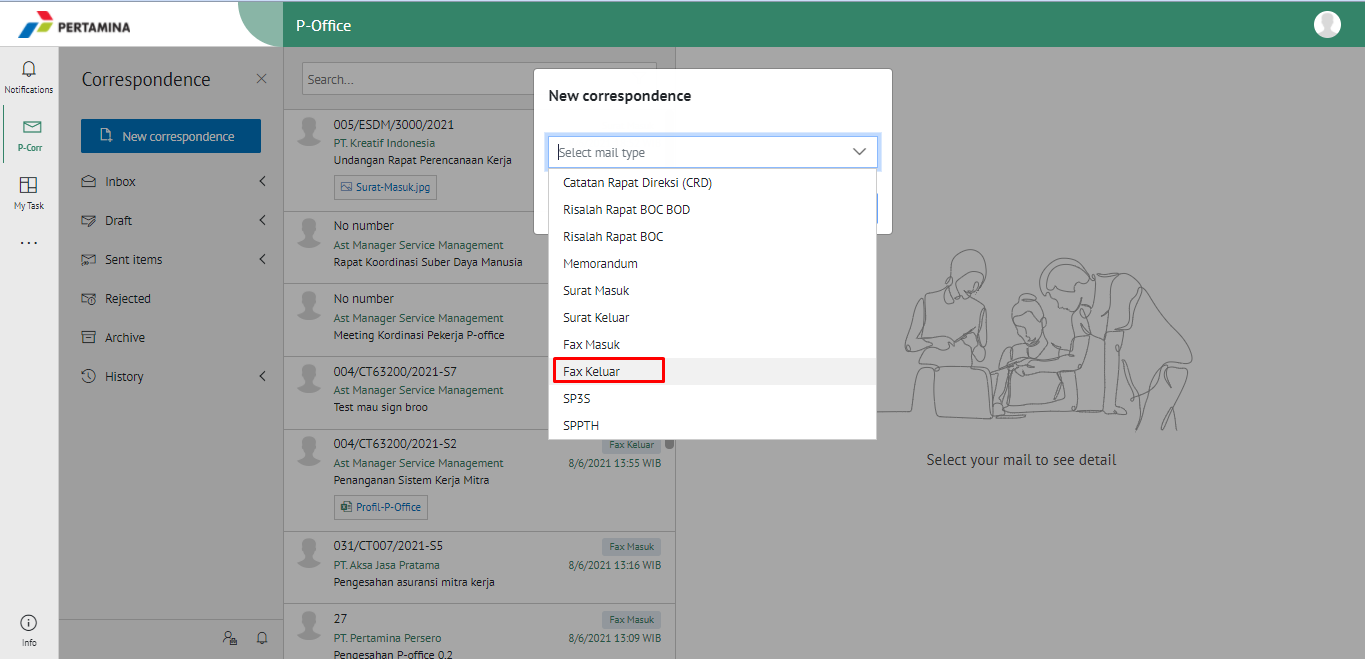 PERTAMINA
P-Office
Notifications
P-Corr
My Task
Info
Correspondence
New correspondence
Inbox
Draft
Sent items
Rejected
Archive
History
Search...
005/ESDM/3000/2021
PT. Kreatif Indonesia
Undangan Rapat Perencanaan Kerja
Surat-Masuk.jpg
No number
Ast Manager Service Management
Rapat Koordinasi Suber Daya Manusia
No number
Ast Manager Service Management
Meeting Kordinasi Pekerja P-office
004/CT63200/2021-S7
Ast Manager Service Management
Test mau sign broo
004/CT63200/2021-S2
Fax Keluar
Ast Manager Service Management
8/6/2021 13:55 WIB
Penanganan Sistem Kerja Mitra
Profil-P-Office
031/CT007/2021-S5
Fax Masuk
PT. Aksa Jasa Pratama
8/6/2021 13:16 WIB
Pengesahan asuransi mitra kerja
27
Fax Masuk
PT. Pertamina Persero
8/6/2021 13:09 WIB
Pengesahan P-office 0.2
New correspondence
Select mail type
Catatan Rapat Direksi (CRD)
Risalah Rapat BOC BOD
Risalah Rapat BOC
Memorandum
Surat Masuk
Surat Keluar
Fax Masuk
Fax Keluar
SP3S
SPPTH
Select your mail to see detail